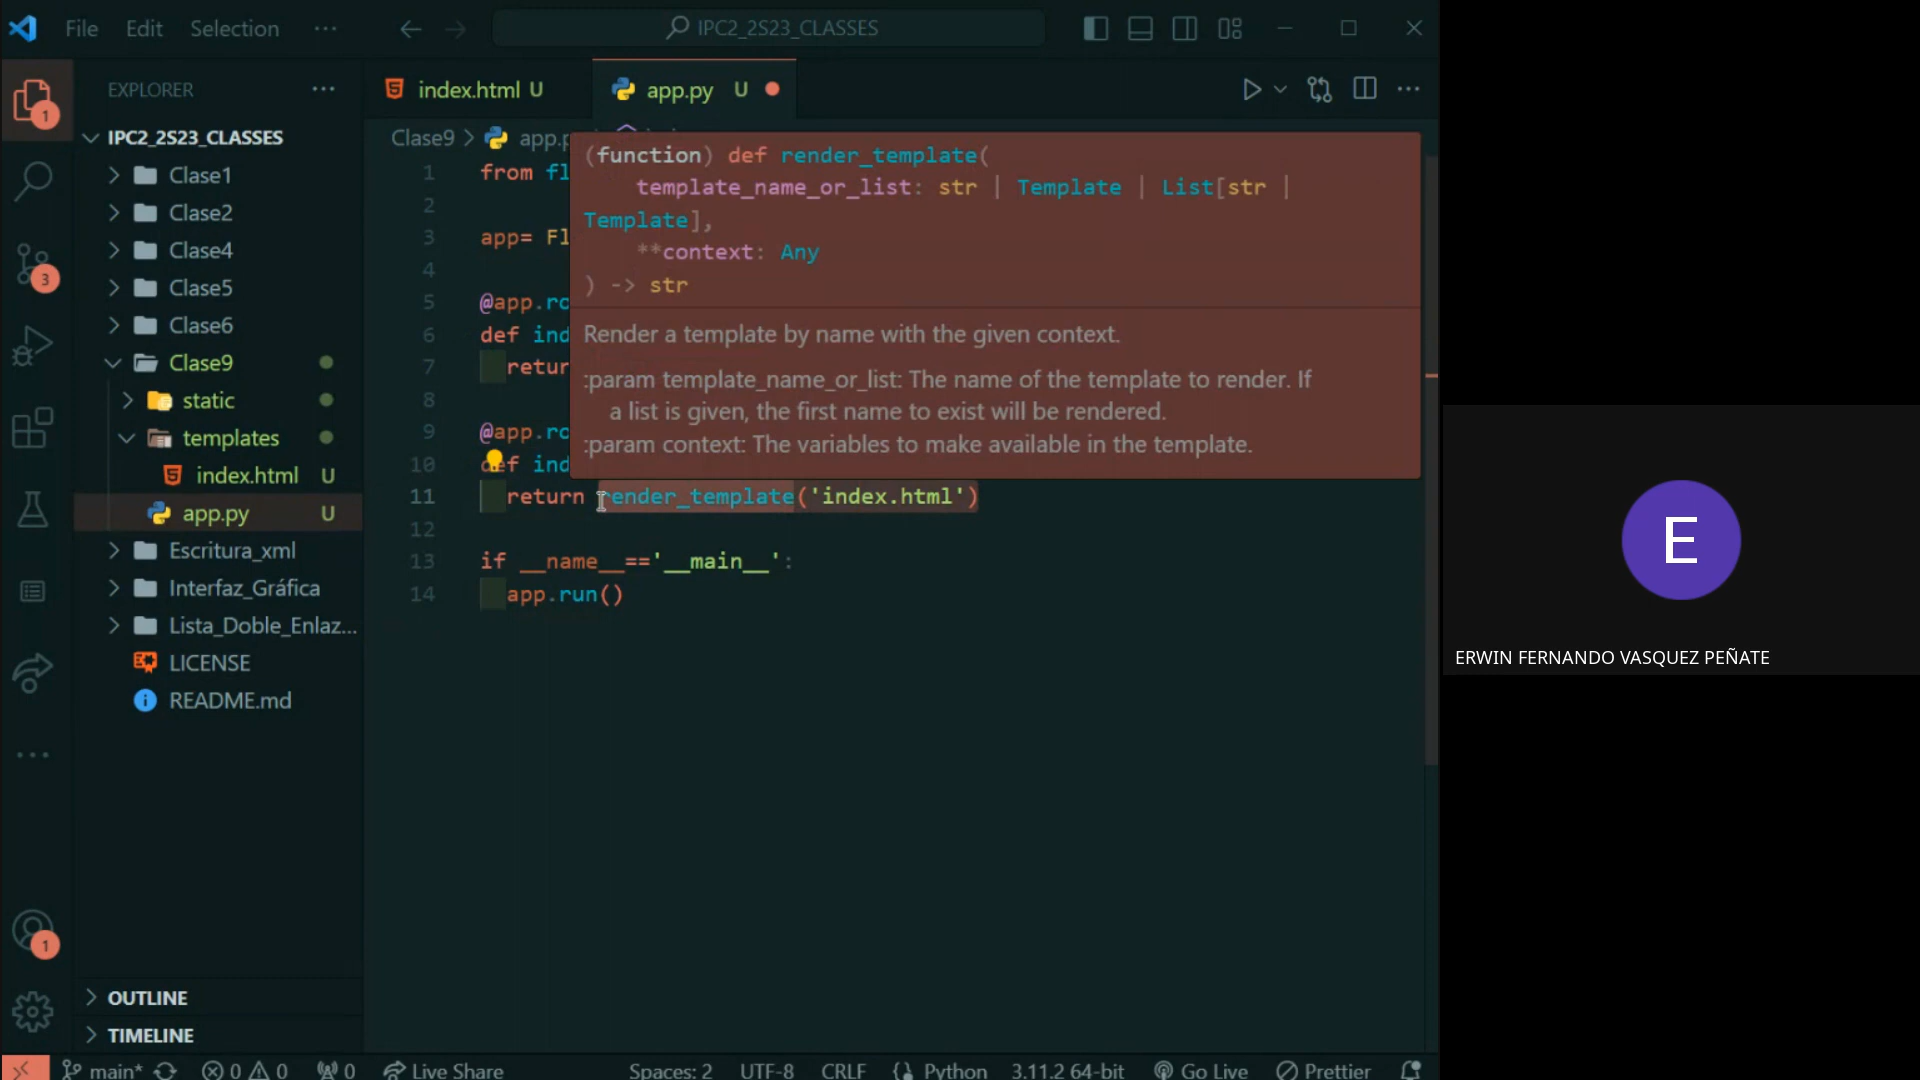 File Edit Selection ···
IPC2_2S23_CLASSES
EXPLORER ···
IPC2_2S23_CLASSES
Clase1
Clase2
Clase4
Clase5
Clase6
Clase9
static
templates
index.html U
app.py U
Escritura_xml
Interfaz_Gráfica
Lista_Doble_Enlaz...
LICENSE
README.md
OUTLINE
TIMELINE
1
3
1
index.html U
app.py U
Clase9 > app.p
1 from fl
2
3 app= Fl
4
5 @app.ro
6 def ind
7 retur
8
9 @app.ro
10 def ind
11 return render_template('index.html')
12
13 if __name__=='__main__':
14 app.run()
(function) def render_template(
template_name_or_list: str | Template | List[str |
Template],
**context: Any
) -> str
Render a template by name with the given context.
:param template_name_or_list: The name of the template to render. If
a list is given, the first name to exist will be rendered.
:param context: The variables to make available in the template.
main* 0 0 0 Live Share Spaces: 2 UTF-8 CRLF Python 3.11.2 64-bit Go Live Prettier
E
ERWIN FERNANDO VASQUEZ PEÑATE